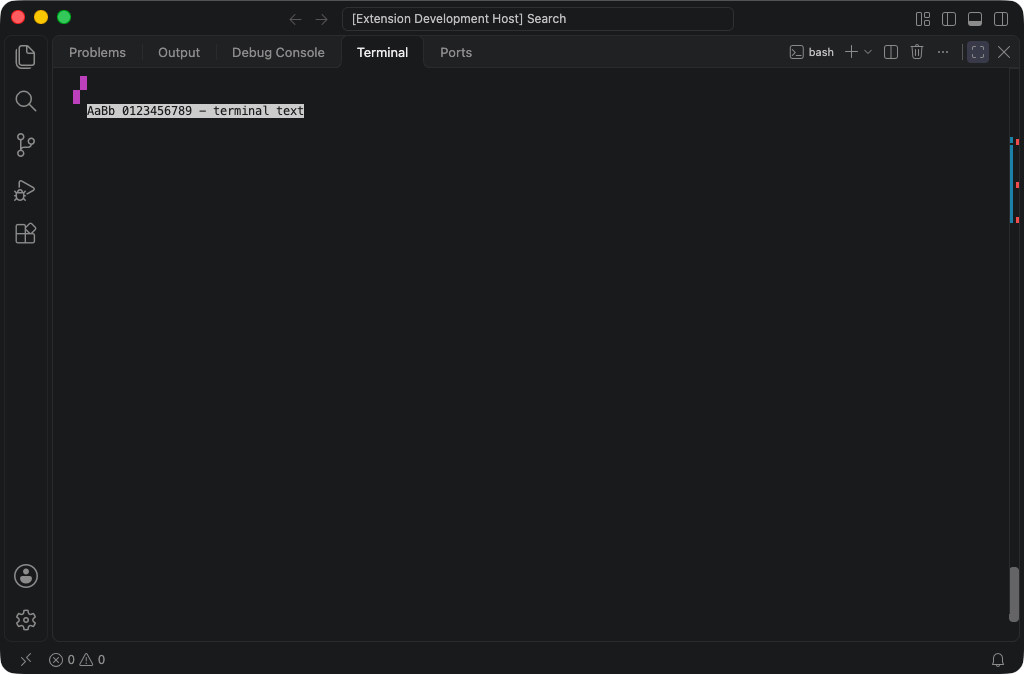 [Extension Development Host] Search
Problems
Output
Debug Console
Terminal
Ports
bash
AaBb 0123456789 — terminal text
0
0